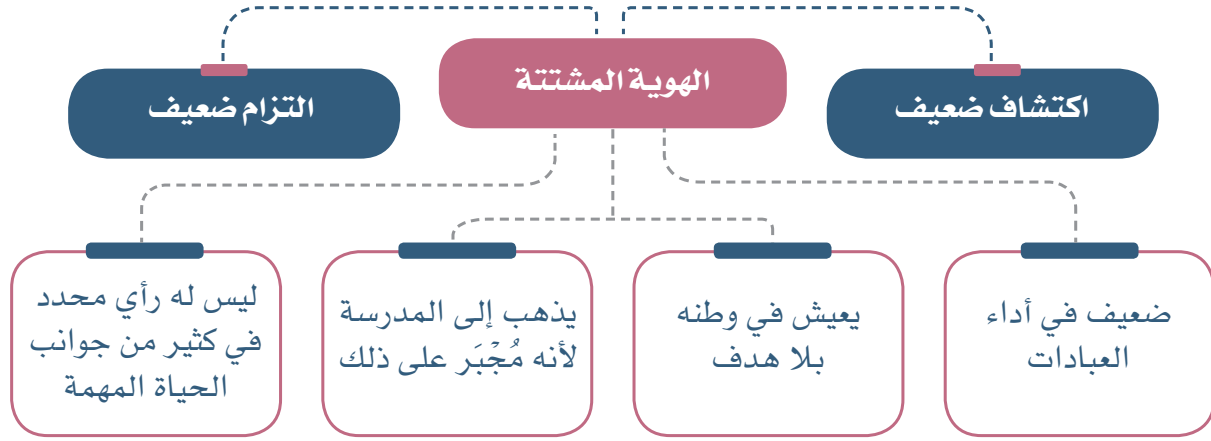 الهوية المشتتة
اكتشاف ضعيف
التزام ضعيف
ضعيف في أداء
العبادات
يعيش في وطنه
بلا هدف
يذهب إلى المدرسة
لأنه مُجْبَر على ذلك
ليس له رأي محدد
في كثير من جوانب
الحياة المهمة